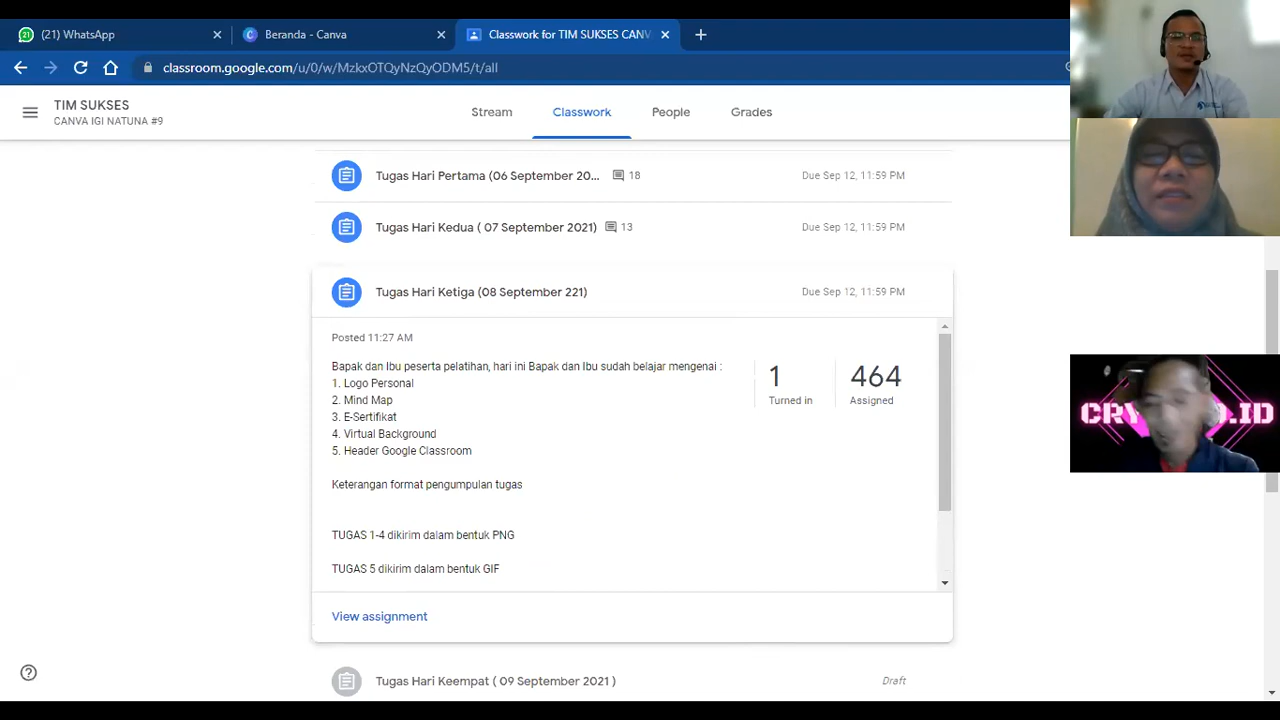 21
(21) WhatsApp
Beranda - Canva
Classwork for TIM SUKSES CANV
classroom.google.com/u/0/w/MzkxOTQyNzQyODM5/t/all
TIM SUKSES
CANVA IGI NATUNA #9
Stream
Classwork
People
Grades
Tugas Hari Pertama (06 September 20...
18
Due Sep 12, 11:59 PM
Tugas Hari Kedua ( 07 September 2021)
13
Due Sep 12, 11:59 PM
Tugas Hari Ketiga (08 September 221)
Due Sep 12, 11:59 PM
Posted 11:27 AM
Bapak dan Ibu peserta pelatihan, hari ini Bapak dan Ibu sudah belajar mengenai :
1. Logo Personal
2. Mind Map
3. E-Sertifikat
4. Virtual Background
5. Header Google Classroom
1
Turned in
464
Assigned
Keterangan format pengumpulan tugas
TUGAS 1-4 dikirim dalam bentuk PNG
TUGAS 5 dikirim dalam bentuk GIF
View assignment
Tugas Hari Keempat ( 09 September 2021 )
Draft